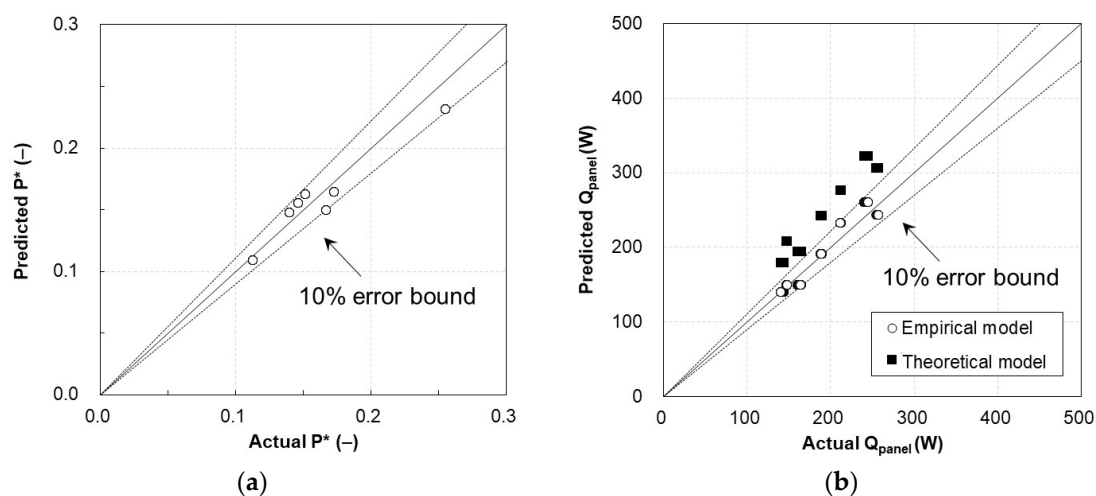 0.3
0.2
0.1
0.0
0.0
0.1
0.2
0.3
Predicted P* (–)
Actual P* (–)
10% error bound
(a)
500
400
300
200
100
0
0
100
200
300
400
500
Predicted Qpanel (W)
Actual Qpanel (W)
10% error bound
Empirical model
Theoretical model
(b)